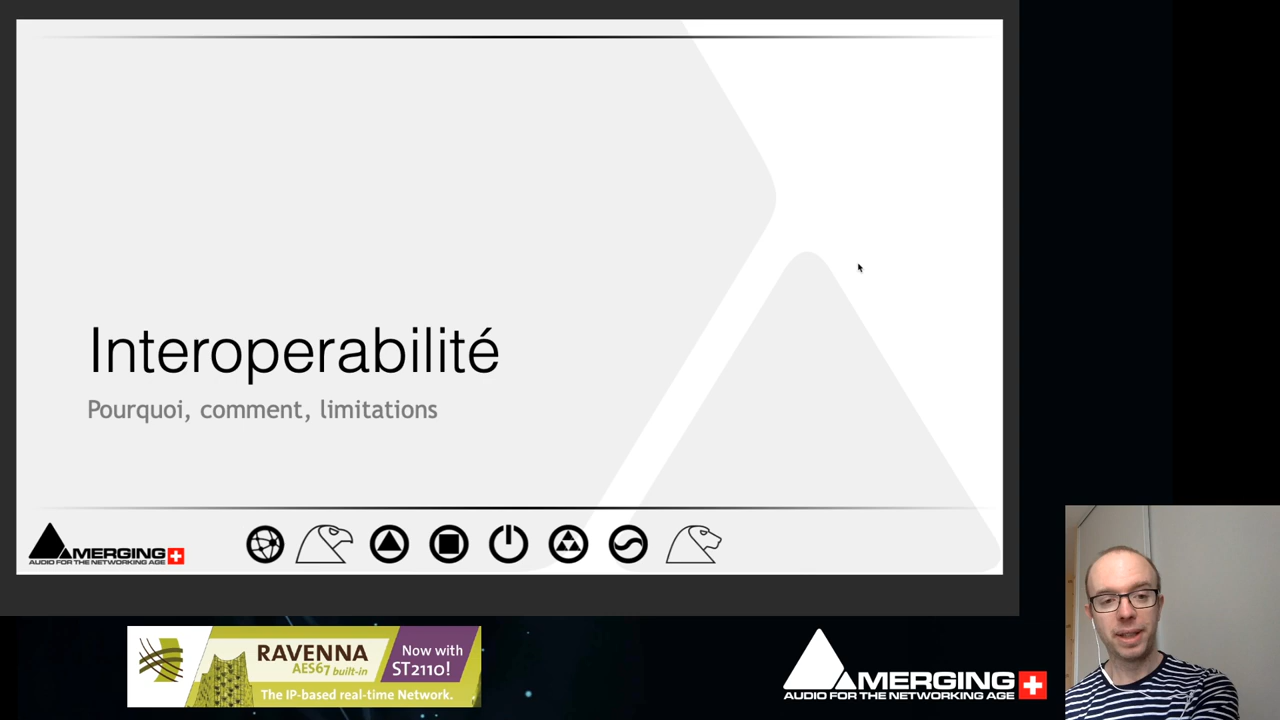 Interoperabilité
Pourquoi, comment, limitations
MERGING
AUDIO FOR THE NETWORKING AGE
RAVENNA
AES67 built-in
Now with
ST2110!
The IP-based real-time Network.
MERGING
AUDIO FOR THE NETWORKING AGE